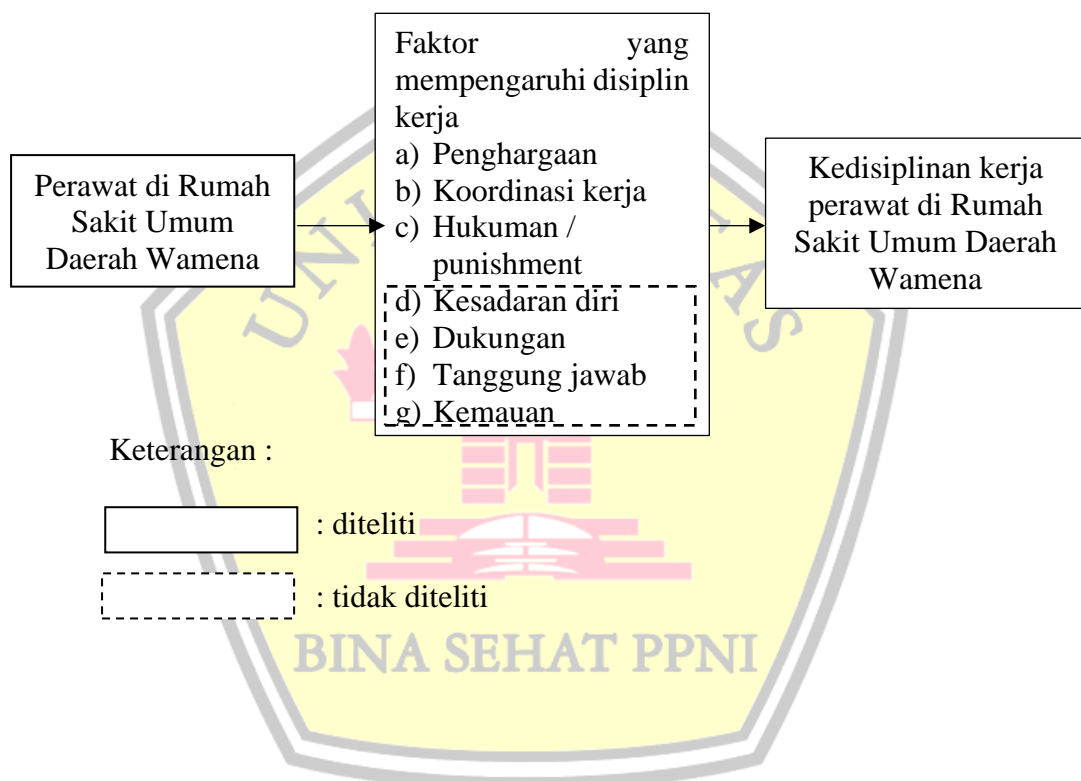 Perawat di Rumah
Sakit Umum
Daerah Wamena
Faktor yang
mempengaruhi disiplin
kerja
a) Penghargaan
b) Koordinasi kerja
c) Hukuman /
punishment
d) Kesadaran diri
e) Dukungan
f) Tanggung jawab
g) Kemauan
Kedisiplinan kerja
perawat di Rumah
Sakit Umum Daerah
Wamena
Keterangan :
: diteliti
: tidak diteliti
BINA SEHAT PPNI